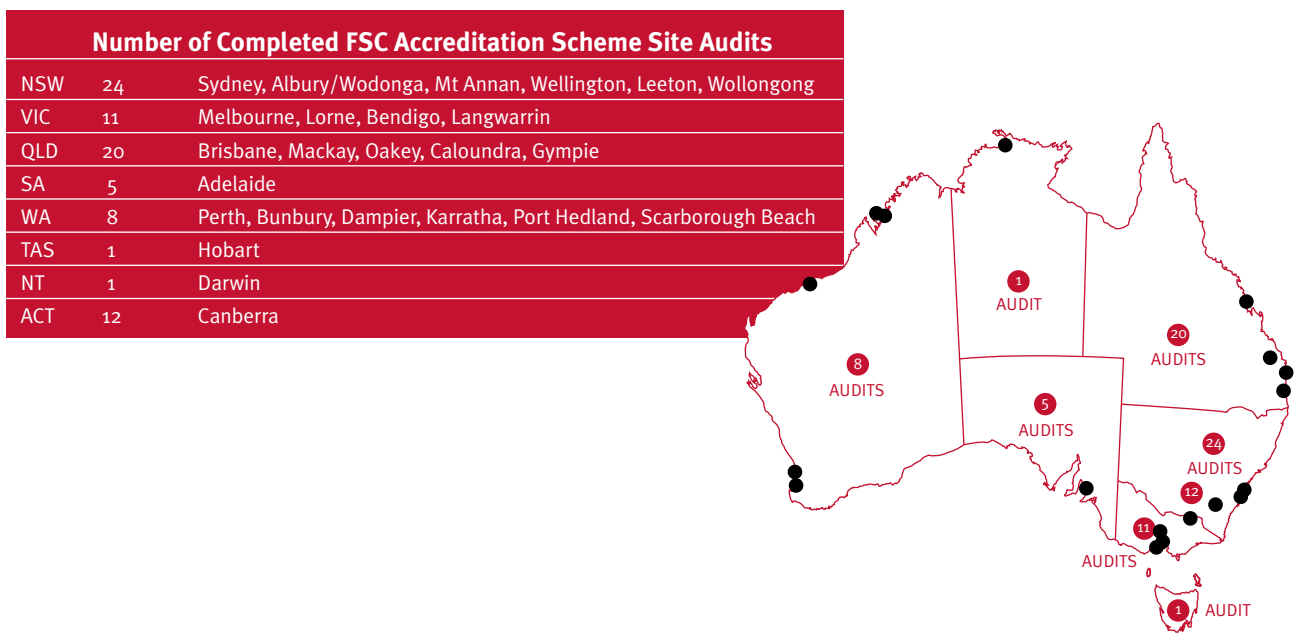 Number of Completed FSC Accreditation Scheme Site Audits
NSW 24 Sydney, Albury/Wodonga, Mt Annan, Wellington, Leeton, Wollongong
VIC 11 Melbourne, Lorne, Bendigo, Langwarrin
QLD 20 Brisbane, Mackay, Oakey, Caloundra, Gympie
SA 5 Adelaide
WA 8 Perth, Bunbury, Dampier, Karratha, Port Hedland, Scarborough Beach
TAS 1 Hobart
NT 1 Darwin
ACT 12 Canberra
1
AUDIT
20
AUDITS
8
AUDITS
5
AUDITS
24
AUDITS
12
11
AUDITS
1 AUDIT